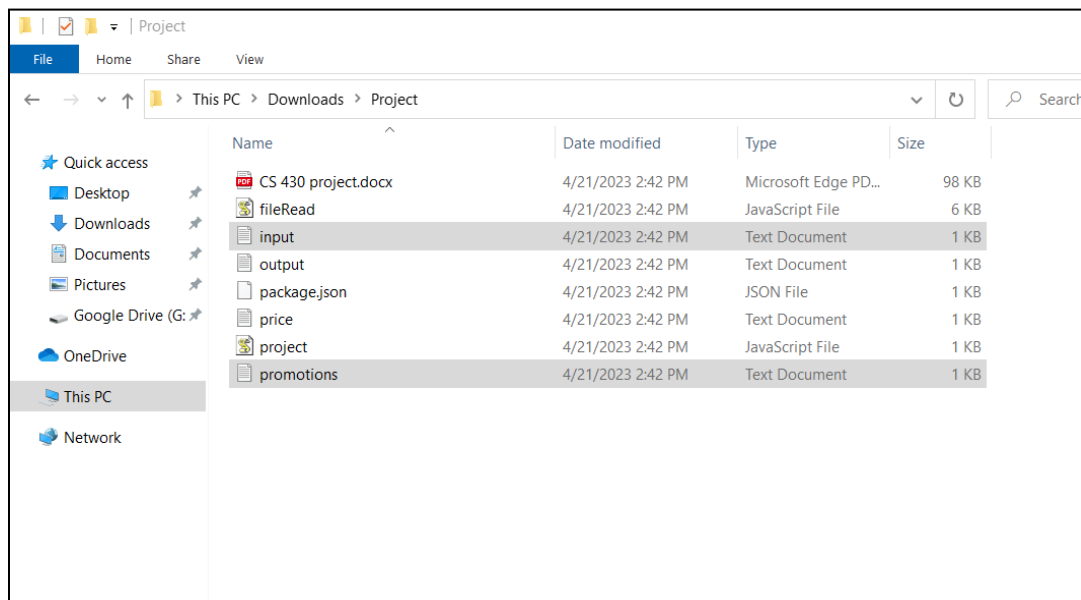 Project
File Home Share View
This PC > Downloads > Project Search
Name Date modified Type Size
Quick access
Desktop
Downloads
Documents
Pictures
Google Drive (G:
OneDrive
This PC
Network
PDF CS 430 project.docx 4/21/2023 2:42 PM Microsoft Edge PD... 98 KB
fileRead 4/21/2023 2:42 PM JavaScript File 6 KB
input 4/21/2023 2:42 PM Text Document 1 KB
output 4/21/2023 2:42 PM Text Document 1 KB
package.json 4/21/2023 2:42 PM JSON File 1 KB
price 4/21/2023 2:42 PM Text Document 1 KB
project 4/21/2023 2:42 PM JavaScript File 1 KB
promotions 4/21/2023 2:42 PM Text Document 1 KB